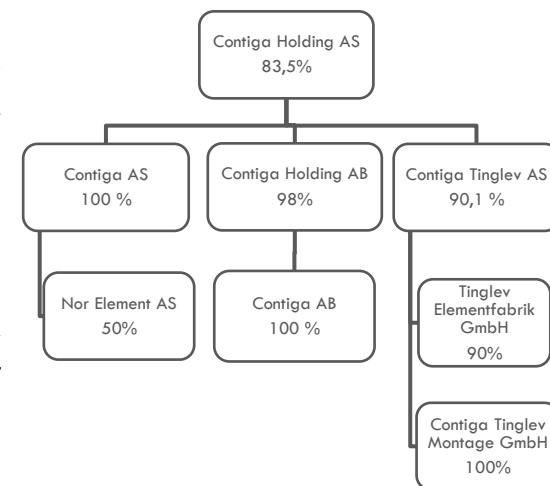 Contiga Holding AS
83,5%
Contiga AS
100 %
Contiga Holding AB
98%
Contiga Tinglev AS
90,1 %
Nor Element AS
50%
Contiga AB
100 %
Tinglev
Elementfabrik
GmbH
90%
Contiga Tinglev
Montage GmbH
100%